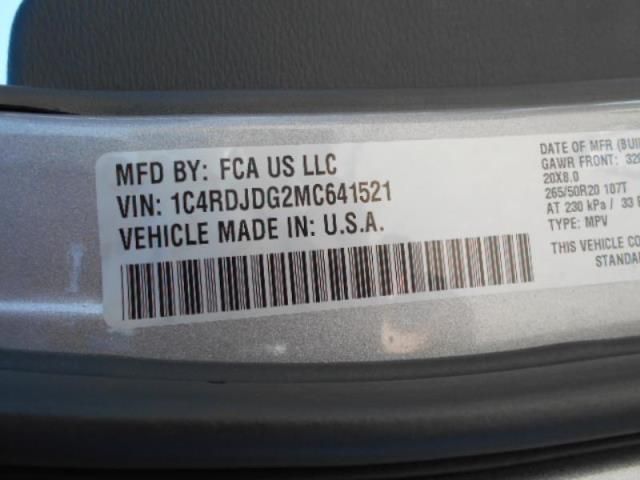 MFD BY: FCA US LLC
VIN: 1C4RDJDG2MC641521
VEHICLE MADE IN: U.S.A.
DATE OF MFR
GAWR FRONT:
20X8.0
265/50R20 107T
AT 230 kPa / 33
TYPE: MPV
THIS VEHICLE